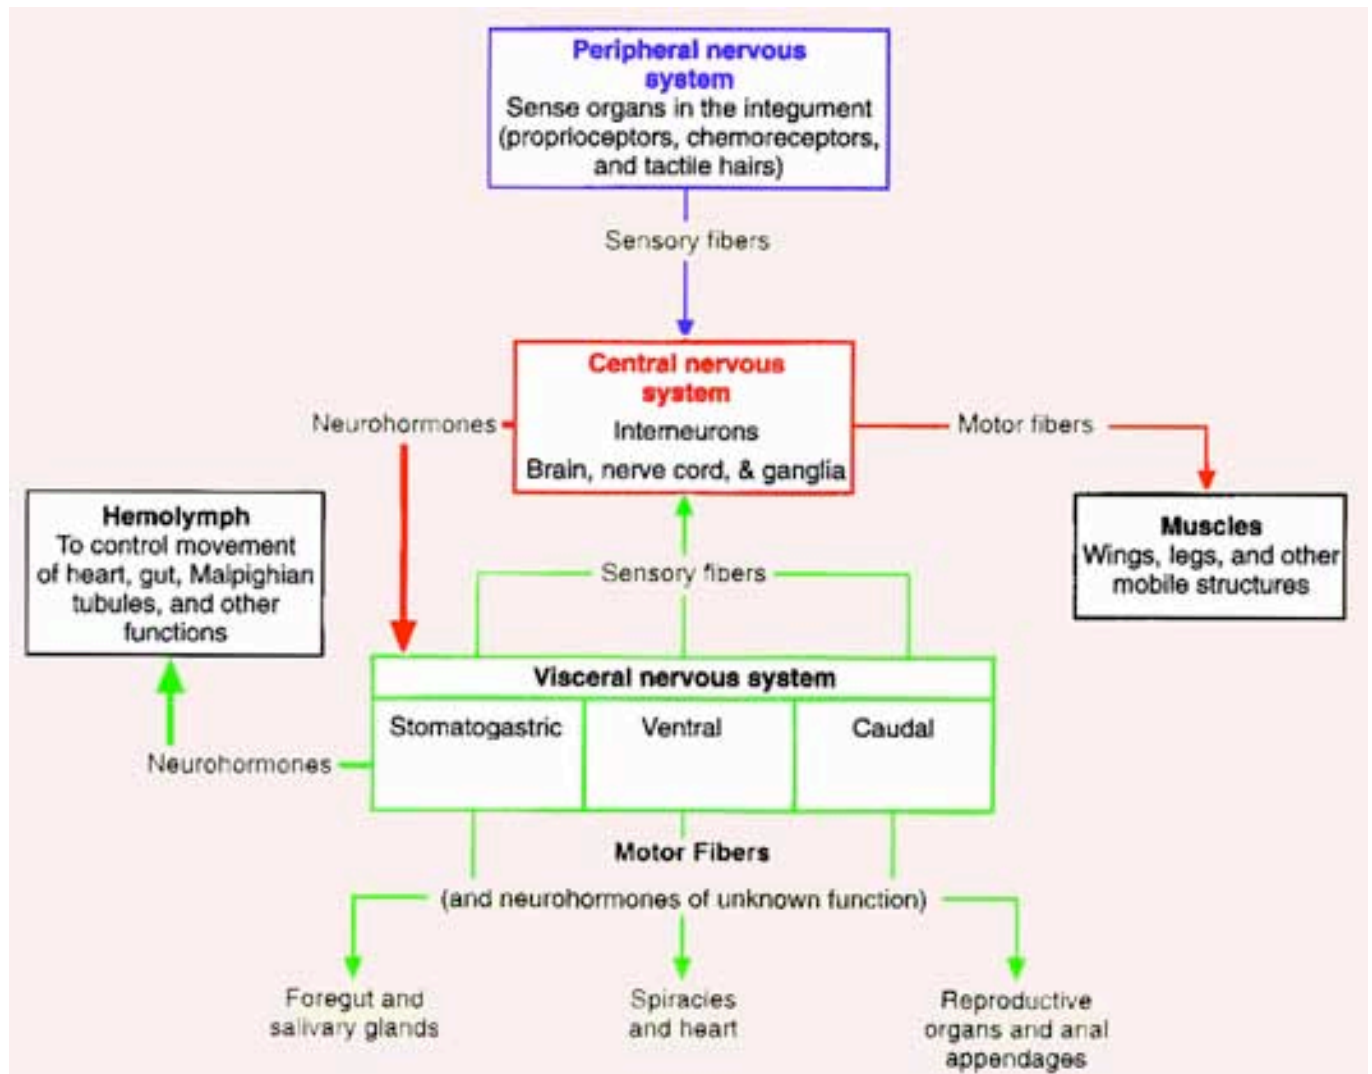 Peripheral nervous
system
Sense organs in the integument
(proprioceptors, chemoreceptors,
and tactile hairs)
Sensory fibers
Central nervous
system
Interneurons
Brain, nerve cord, & ganglia
Neurohormones
Motor fibers
Hemolymph
To control movement
of heart, gut, Malpighian
tubules, and other
functions
Muscles
Wings, legs, and other
mobile structures
Sensory fibers
Visceral nervous system
Stomatogastric
Ventral
Caudal
Neurohormones
Motor Fibers
(and neurohormones of unknown function)
Foregut and
salivary glands
Spiracies
and heart
Reproductive
organs and anal
appendages